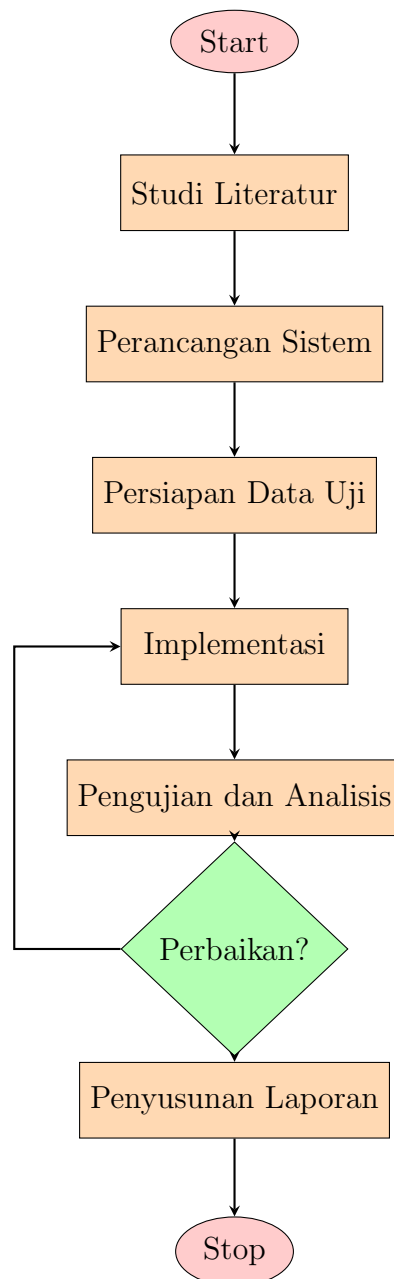 Start
Studi Literatur
Perancangan Sistem
Persiapan Data Uji
Implementasi
Pengujian dan Analisis
Perbaikan?
Penyusunan Laporan
Stop